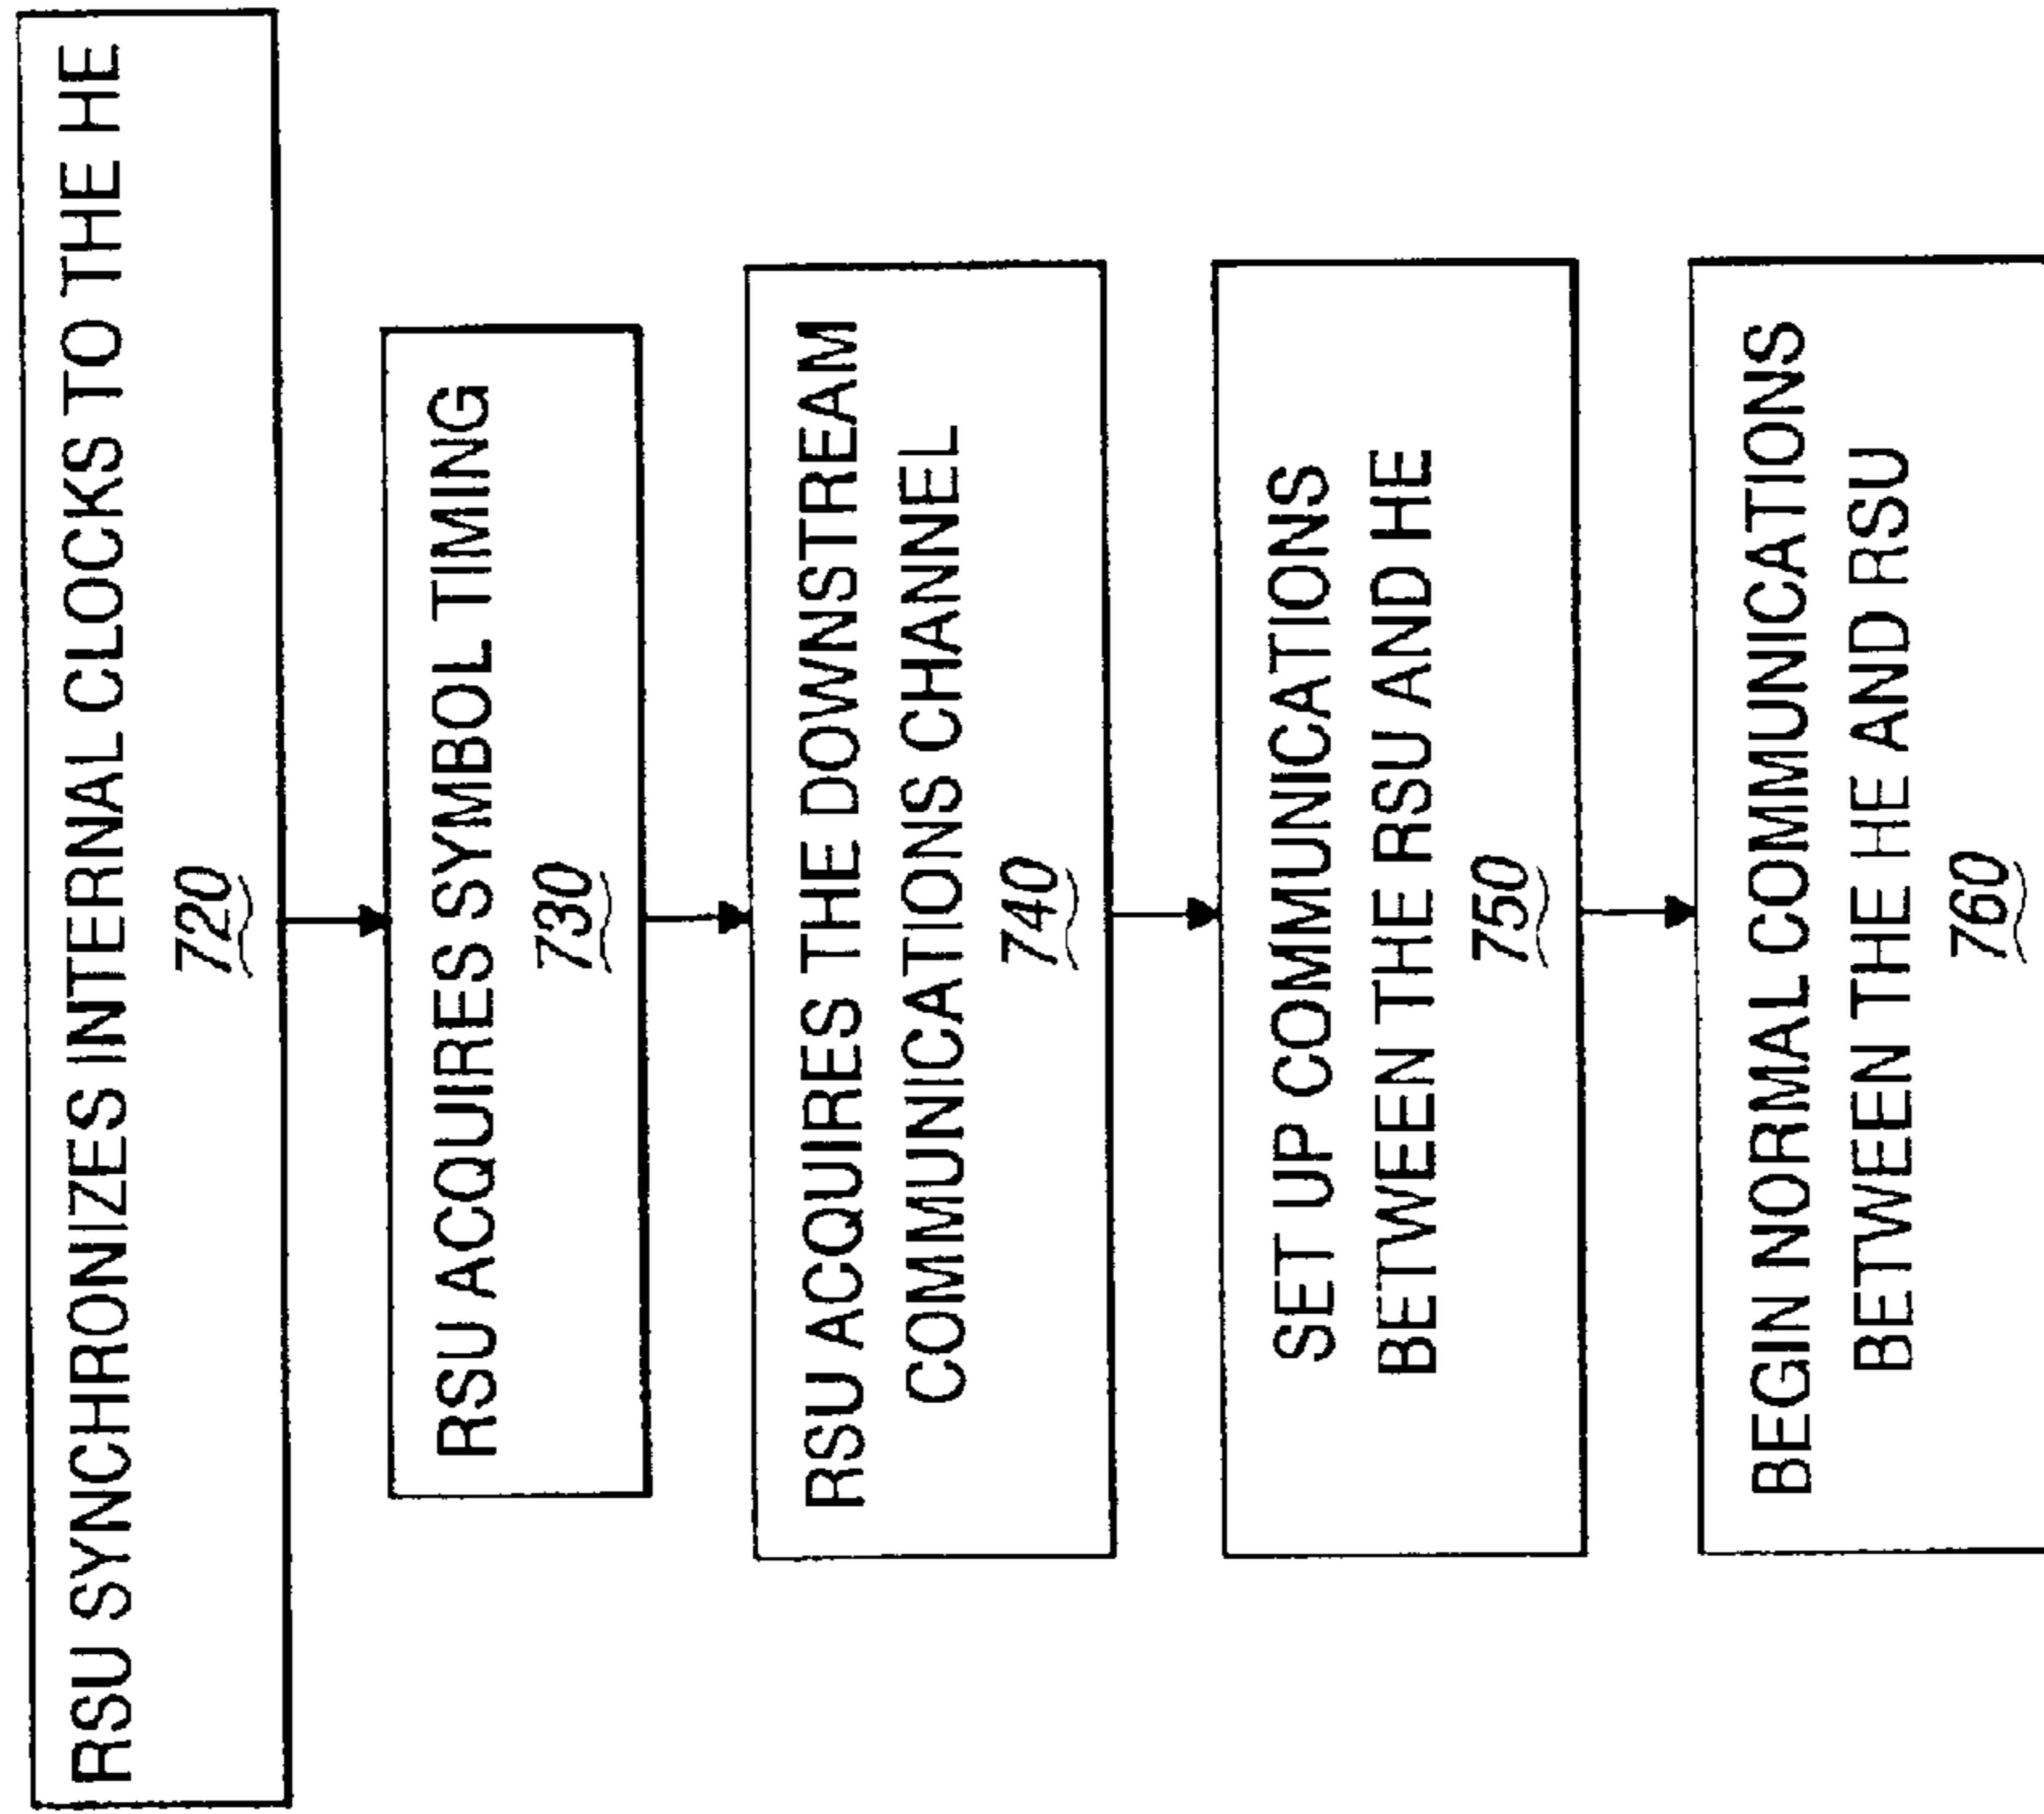 RSU SYNCHRONIZES INTERNAL CLOCKS TO THE HE
720
RSU ACQUIRES SYMBOL TIMING
730
RSU ACQUIRES THE DOWNSTREAM
COMMUNICATIONS CHANNEL
740
SET UP COMMUNICATIONS
BETWEEN THE RSU AND HE
750
BEGIN NORMAL COMMUNICATIONS
BETWEEN THE HE AND RSU
760